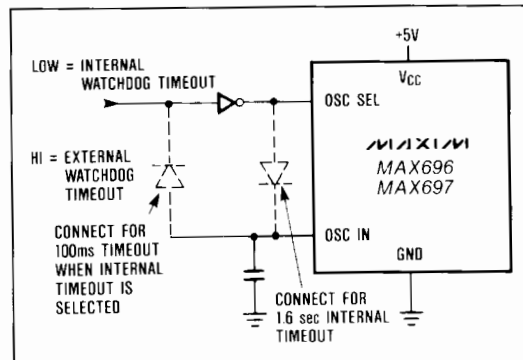 +5V
LOW = INTERNAL
WATCHDOG TIMEOUT
VCC
OSC SEL
HI = EXTERNAL
WATCHDOG
TIMEOUT
MAXIM
MAX696
MAX697
CONNECT FOR
100ms TIMEOUT
WHEN INTERNAL
TIMEOUT IS
SELECTED
OSC IN
GND
CONNECT FOR
1.6 sec INTERNAL
TIMEOUT